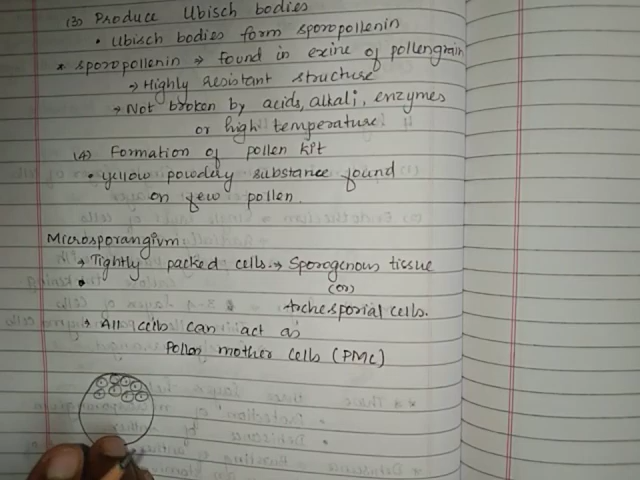 (3) Produce Ubisch bodies
• Ubisch bodies form sporopollenin
* sporopollenin → found in exine of pollengrain
→ Highly Resistant structure
→ Not broken by acids, alkali, enzymes
or high temperature
(4) Formation of pollen kit
• yellow powdery substance found
on few pollen.
Microsporangium
→ Tightly packed cells → Sporogenous tissue
(or)
Archesporial cells.
→ All cells can act as
Pollen mother cells (PMC)